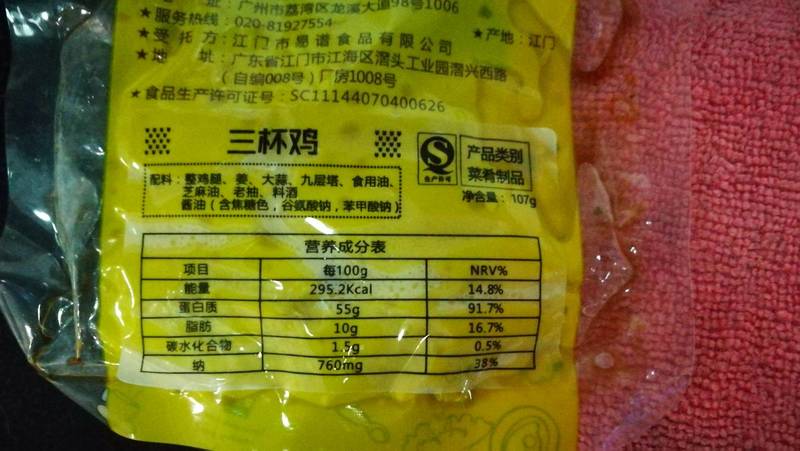 址：广州市荔湾区龙溪大道98号1006
★服务热线：020-81927554
★受托方：江门市易谱食品有限公司 ★产地：江门
★地 址：广东省江门市江海区滘头工业园滘兴西路
（自编008号）厂房1008号
★食品生产许可证号：SC11144070400626
三杯鸡
生产许可
产品类别
菜肴制品
配料：整鸡腿、姜、大蒜、九层塔、食用油、
芝麻油、老抽、料酒
酱油（含焦糖色，谷氨酸钠，苯甲酸钠）
净含量：107g
营养成分表
项目 每100g NRV%
能量 295.2Kcal 14.8%
蛋白质 55g 91.7%
脂肪 10g 16.7%
碳水化合物 1.5g 0.5%
纳 760mg 38%